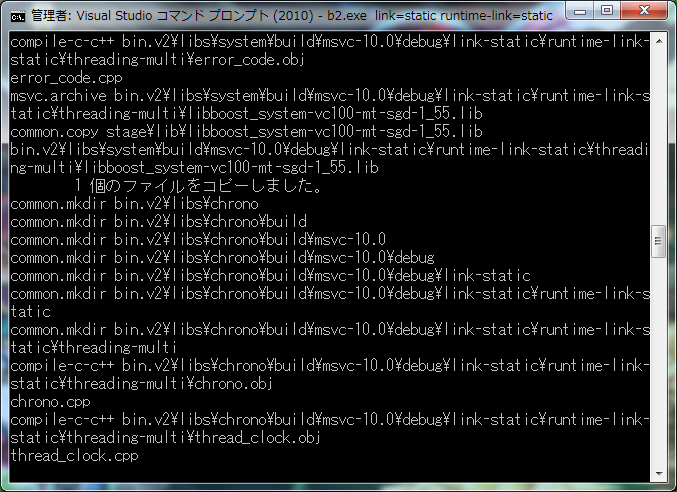 管理者: Visual Studio コマンド プロンプト (2010) - b2.exe  link=static runtime-link=static
compile-c-c++ bin.v2¥libs¥system¥build¥msvc-10.0¥debug¥link-static¥runtime-link-
static¥threading-multi¥error_code.obj
error_code.cpp
msvc.archive bin.v2¥libs¥system¥build¥msvc-10.0¥debug¥link-static¥runtime-link-s
tatic¥threading-multi¥libboost_system-vc100-mt-sgd-1_55.lib
common.copy stage¥lib¥libboost_system-vc100-mt-sgd-1_55.lib
bin.v2¥libs¥system¥build¥msvc-10.0¥debug¥link-static¥runtime-link-static¥threadi
ng-multi¥libboost_system-vc100-mt-sgd-1_55.lib
        1 個のファイルをコピーしました。
common.mkdir bin.v2¥libs¥chrono
common.mkdir bin.v2¥libs¥chrono¥build
common.mkdir bin.v2¥libs¥chrono¥build¥msvc-10.0
common.mkdir bin.v2¥libs¥chrono¥build¥msvc-10.0¥debug
common.mkdir bin.v2¥libs¥chrono¥build¥msvc-10.0¥debug¥link-static
common.mkdir bin.v2¥libs¥chrono¥build¥msvc-10.0¥debug¥link-static¥runtime-link-s
tatic
common.mkdir bin.v2¥libs¥chrono¥build¥msvc-10.0¥debug¥link-static¥runtime-link-s
tatic¥threading-multi
compile-c-c++ bin.v2¥libs¥chrono¥build¥msvc-10.0¥debug¥link-static¥runtime-link-
static¥threading-multi¥chrono.obj
chrono.cpp
compile-c-c++ bin.v2¥libs¥chrono¥build¥msvc-10.0¥debug¥link-static¥runtime-link-
static¥threading-multi¥thread_clock.obj
thread_clock.cpp